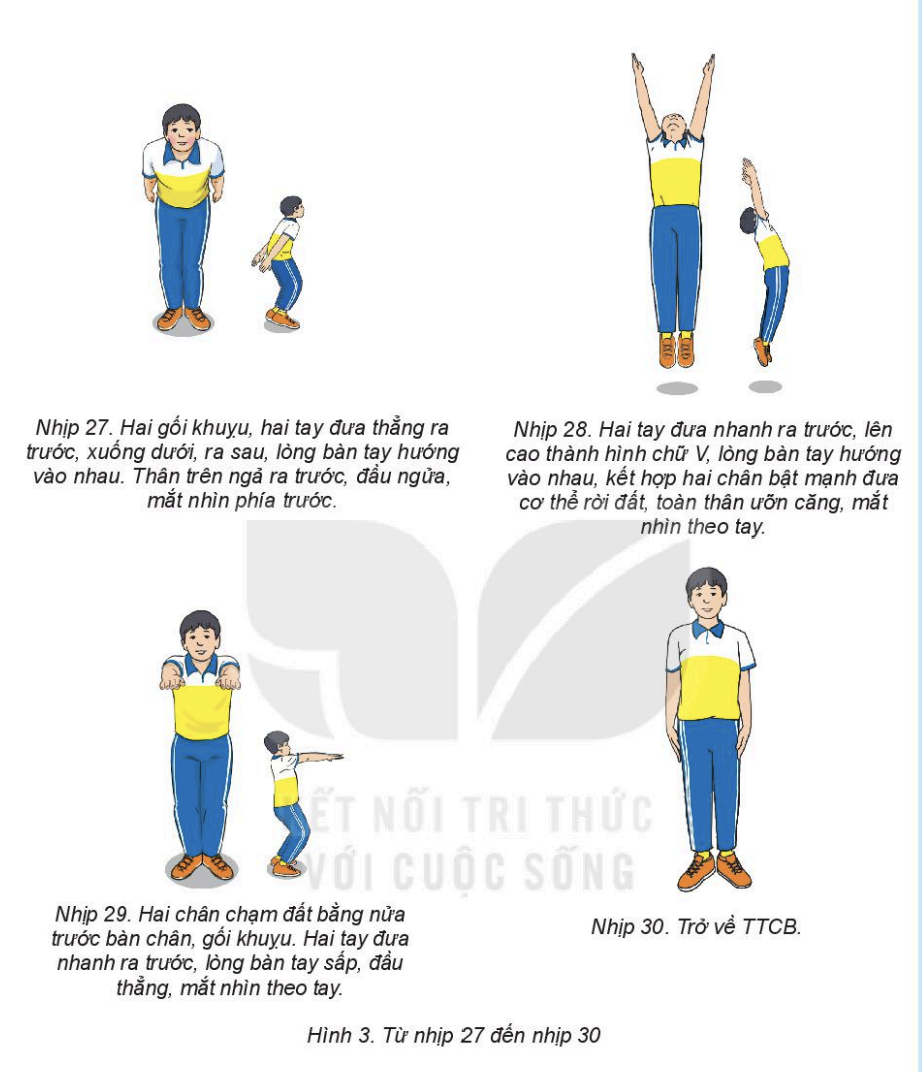 Nhịp 27. Hai gối khuỵu, hai tay đưa thẳng ra
trước, xuống dưới, ra sau, lòng bàn tay hướng
vào nhau. Thân trên ngả ra trước, đầu ngửa,
mắt nhìn phía trước.
Nhịp 28. Hai tay đưa nhanh ra trước, lên
cao thành hình chữ V, lòng bàn tay hướng
vào nhau, kết hợp hai chân bật mạnh đưa
cơ thể rời đất, toàn thân ưỡn căng, mắt
nhìn theo tay.
KẾT NỐI TRI THỨC
VỚI CUỘC SỐNG
Nhịp 29. Hai chân chạm đất bằng nửa
trước bàn chân, gối khuỵu. Hai tay đưa
nhanh ra trước, lòng bàn tay sấp, đầu
thẳng, mắt nhìn theo tay.
Nhịp 30. Trở về TTCB.
Hình 3. Từ nhịp 27 đến nhịp 30